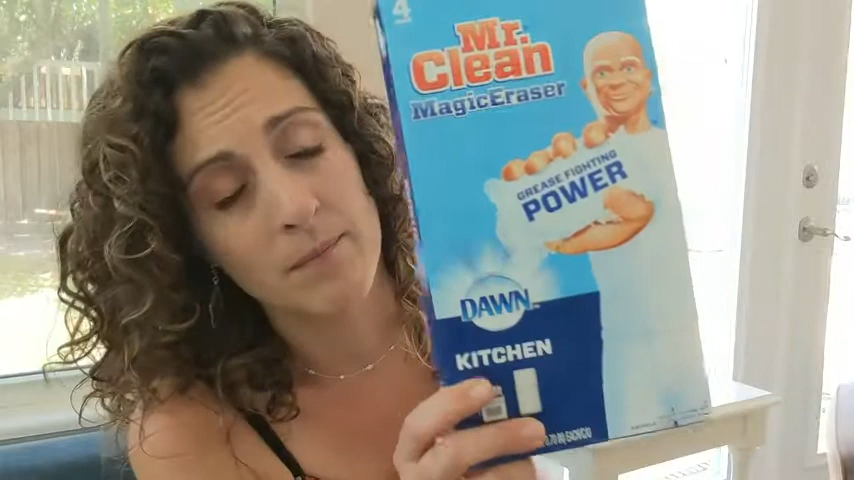 4
Mr.
Clean
MagicEraser
GREASE FIGHTING
POWER
DAWN
KITCHEN